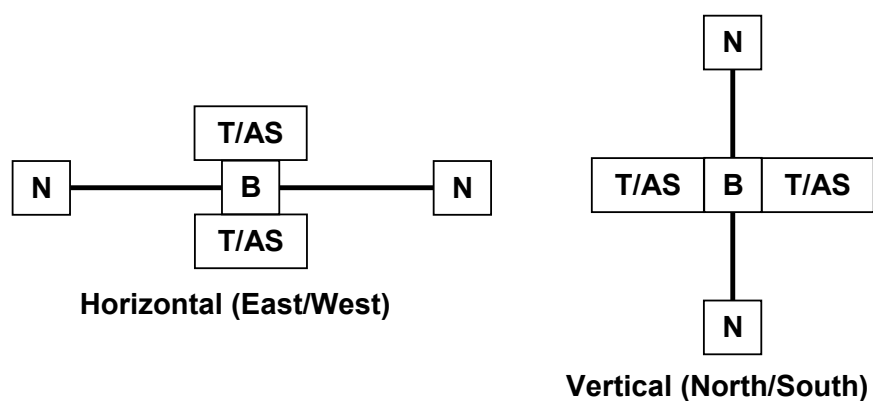 T/AS
N B N
T/AS
Horizontal (East/West)
N
T/AS B T/AS
N
Vertical (North/South)